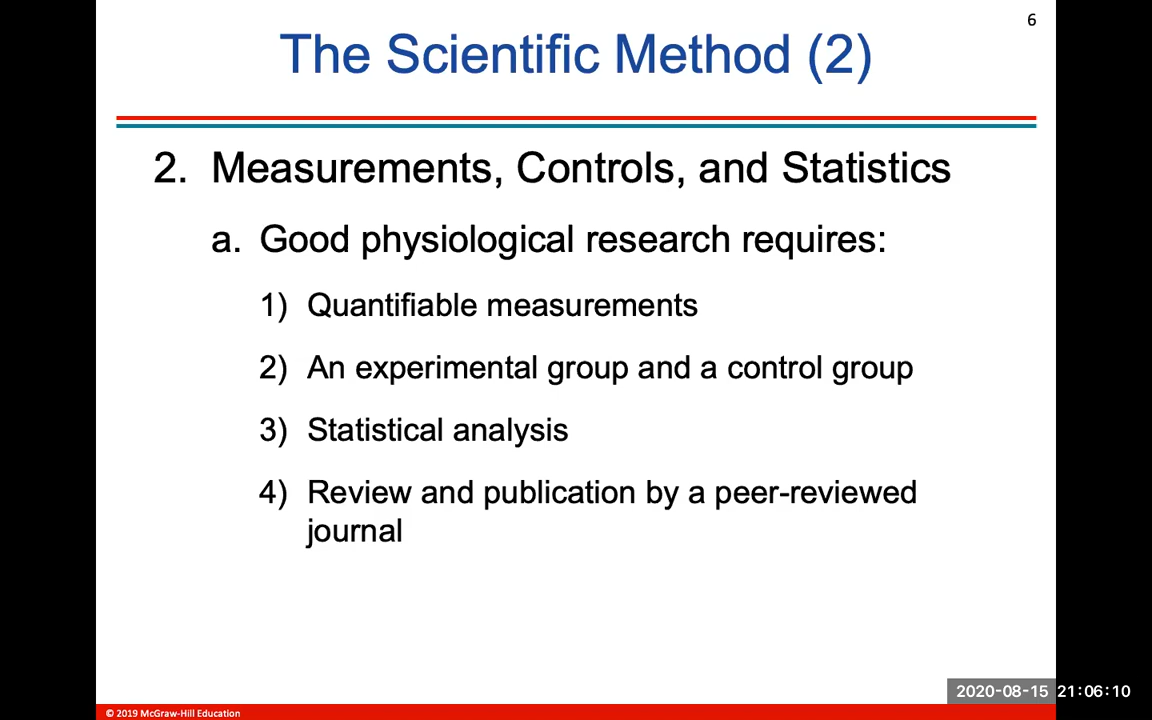 6
The Scientific Method (2)
2. Measurements, Controls, and Statistics
a. Good physiological research requires:
1) Quantifiable measurements
2) An experimental group and a control group
3) Statistical analysis
4) Review and publication by a peer-reviewed
journal
2020-08-15 21:06:10
© 2019 McGraw-Hill Education